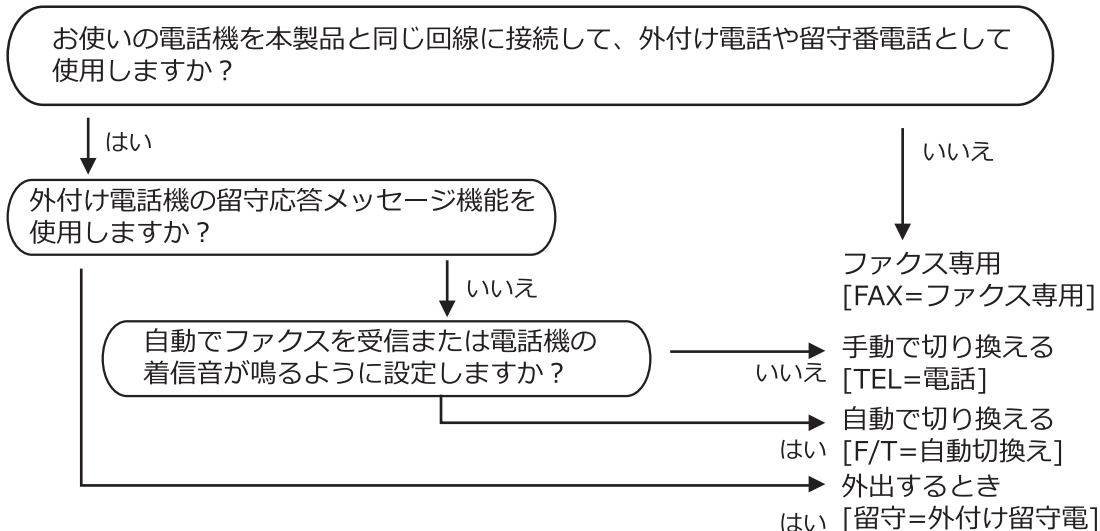 お使いの電話機を本製品と同じ回線に接続して、外付け電話や留守番電話として
使用しますか？
はい
いいえ
外付け電話機の留守応答メッセージ機能を
使用しますか？
ファクス専用
[FAX=ファクス専用]
いいえ
自動でファクスを受信または電話機の
着信音が鳴るように設定しますか？
いいえ
手動で切り換える
[TEL=電話]
はい
自動で切り換える
[F/T=自動切換え]
はい
外出するとき
[留守=外付け留守電]